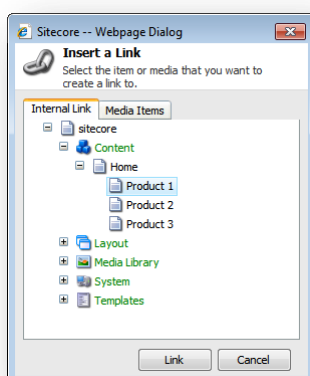 Sitecore -- Webpage Dialog
Insert a Link
Select the item or media that you want to
create a link to.
Internal Link Media Items
sitecore
Content
Home
Product 1
Product 2
Product 3
Layout
Media Library
System
Templates
Link Cancel